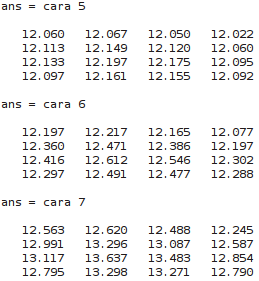 ans = cara 5
12.060 12.067 12.050 12.022
12.113 12.149 12.120 12.060
12.133 12.197 12.175 12.095
12.097 12.161 12.155 12.092
ans = cara 6
12.197 12.217 12.165 12.077
12.360 12.471 12.386 12.197
12.416 12.612 12.546 12.302
12.297 12.491 12.477 12.288
ans = cara 7
12.563 12.620 12.488 12.245
12.991 13.296 13.087 12.587
13.117 13.637 13.483 12.854
12.795 13.298 13.271 12.790